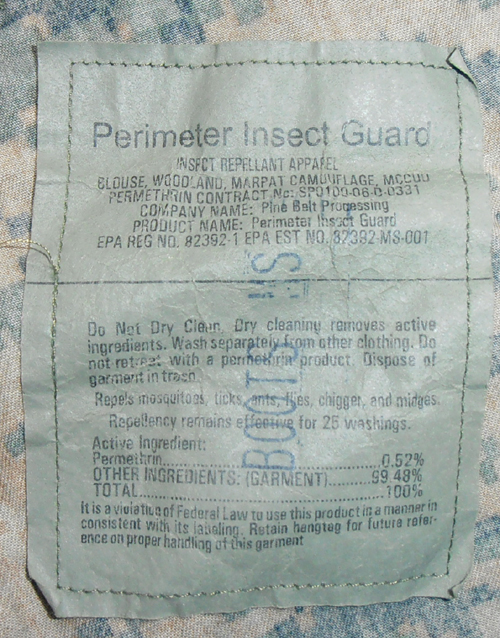 Perimeter Insect Guard
INSECT REPELLANT APPAREL
BLOUSE, WOODLAND, MARPAT CAMOUFLAGE, MCCUU
PERMETHRIN CONTRACT No: SP0100-06-D-0331
COMPANY NAME: Pine Belt Processing
PRODUCT NAME: Perimeter Insect Guard
EPA REG NO. 82392-1 EPA EST NO. 82392-MS-001
Do Not Dry Clean. Dry cleaning removes active
ingredients. Wash separately from other clothing. Do
not retreat with a permethrin product. Dispose of
garment in trash.
Repels mosquitoes, ticks, ants, flies, chigger, and midges.
Repellency remains effective for 25 washings.
Active Ingredient:
Permethrin..........................................0.52%
OTHER INGREDIENTS: (GARMENT)..........99.48%
TOTAL..............................................100%
It is a violation of Federal Law to use this product in a manner in
consistent with its labeling. Retain hangtag for future refer-
ence on proper handling of this garment
BOOTS